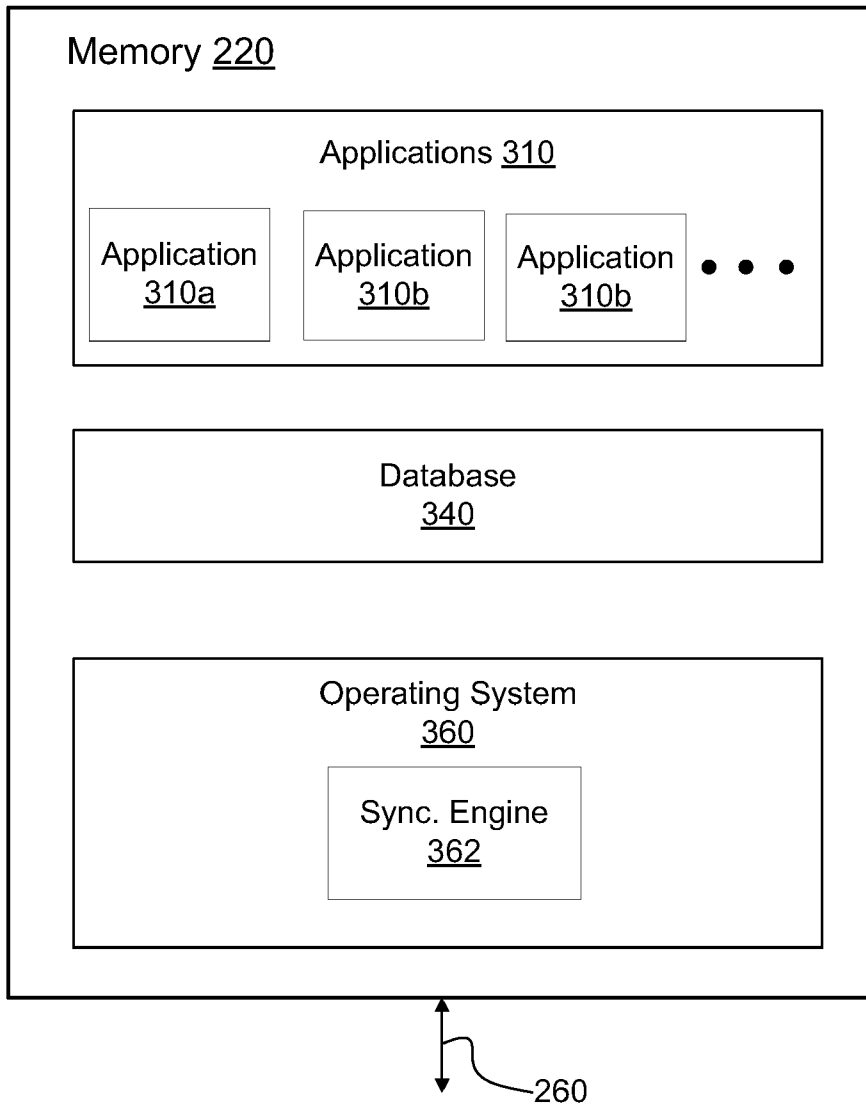 Memory 220
Applications 310
Application
310a
Application
310b
Application
310b
Database
340
Operating System
360
Sync. Engine
362
260